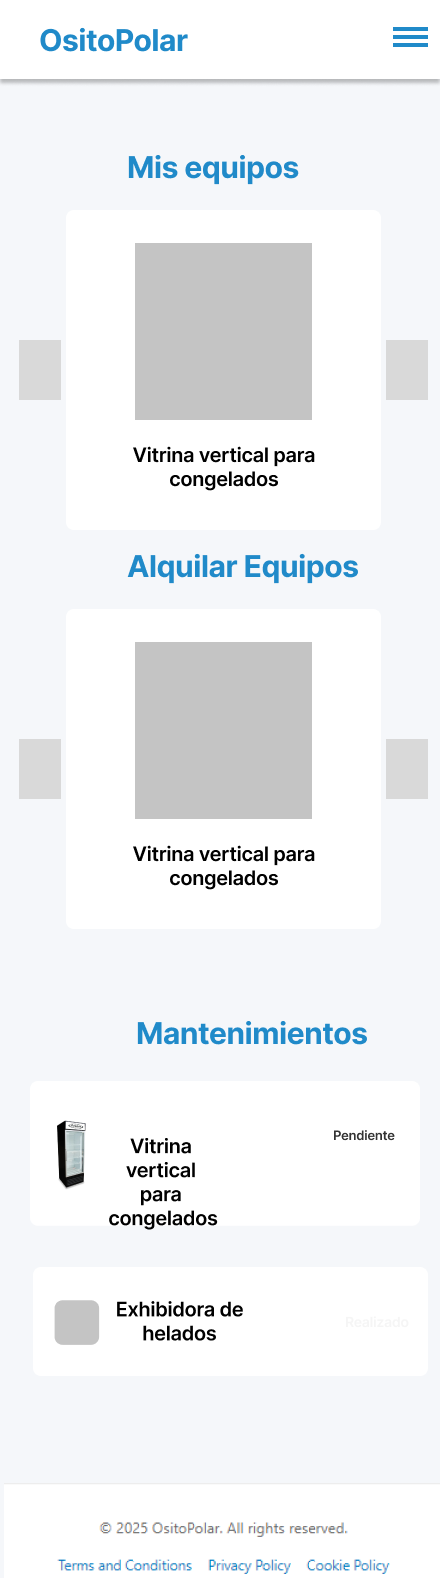 OsitoPolar
Mis equipos
Vitrina vertical para
congelados
Alquilar Equipos
Vitrina vertical para
congelados
Mantenimientos
Vitrina
vertical
para
congelados
Pendiente
Exhibidora de
helados
Realizado
© 2025 OsitoPolar. All rights reserved.
Terms and Conditions Privacy Policy Cookie Policy